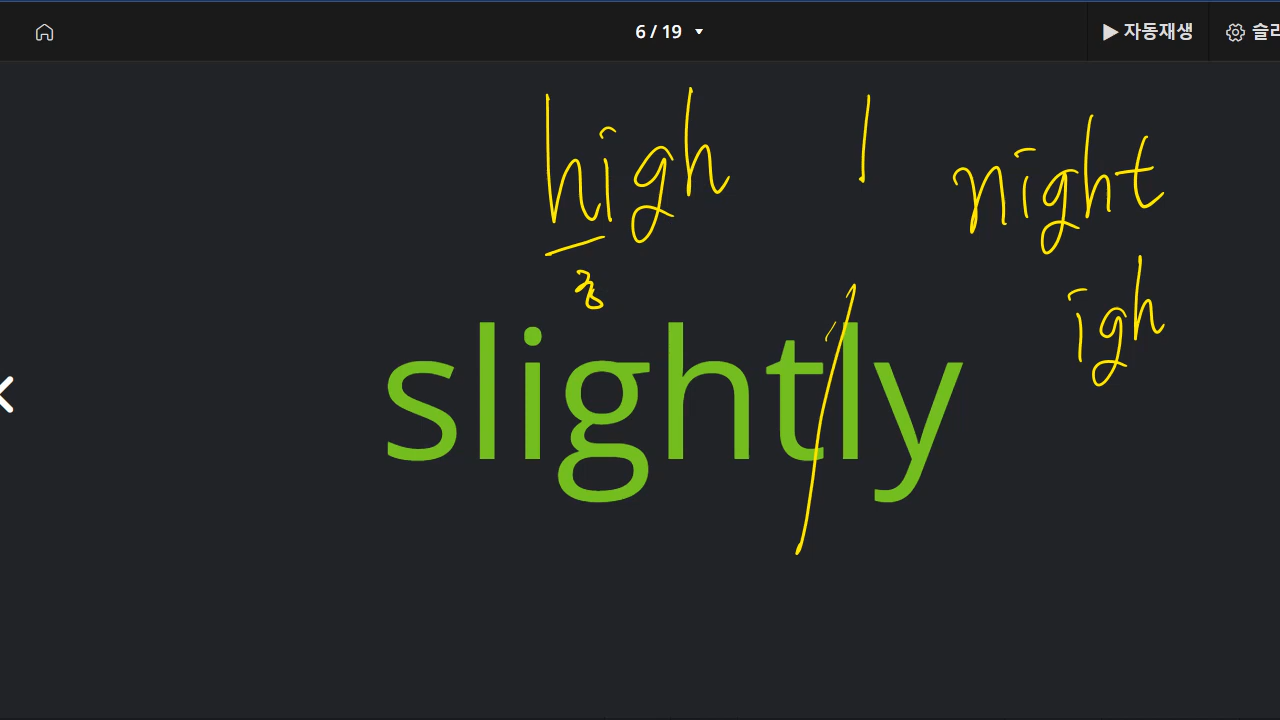 6 / 19
▶ 자동재생
high
night
igh
slightly